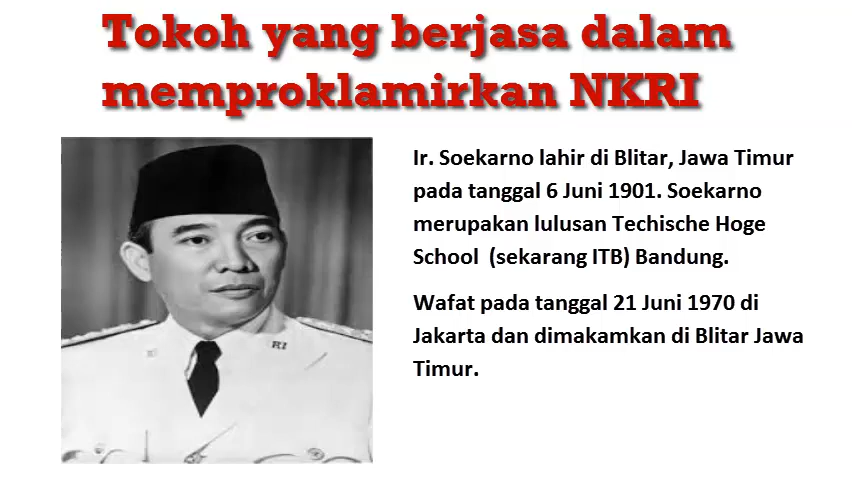 Tokoh yang berjasa dalam
memproklamirkan NKRI
Ir. Soekarno lahir di Blitar, Jawa Timur
pada tanggal 6 Juni 1901. Soekarno
merupakan lulusan Techische Hoge
School (sekarang ITB) Bandung.
Wafat pada tanggal 21 Juni 1970 di
Jakarta dan dimakamkan di Blitar Jawa
Timur.
RI